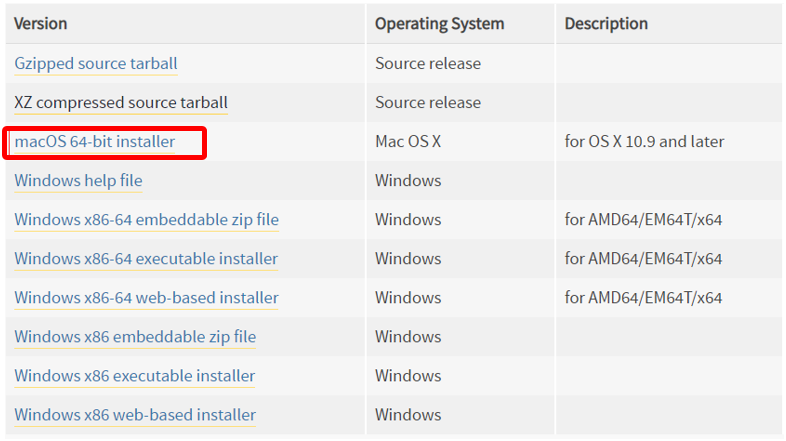 Version Operating System Description
Gzipped source tarball Source release
XZ compressed source tarball Source release
macOS 64-bit installer Mac OS X for OS X 10.9 and later
Windows help file Windows
Windows x86-64 embeddable zip file Windows for AMD64/EM64T/x64
Windows x86-64 executable installer Windows for AMD64/EM64T/x64
Windows x86-64 web-based installer Windows for AMD64/EM64T/x64
Windows x86 embeddable zip file Windows
Windows x86 executable installer Windows
Windows x86 web-based installer Windows